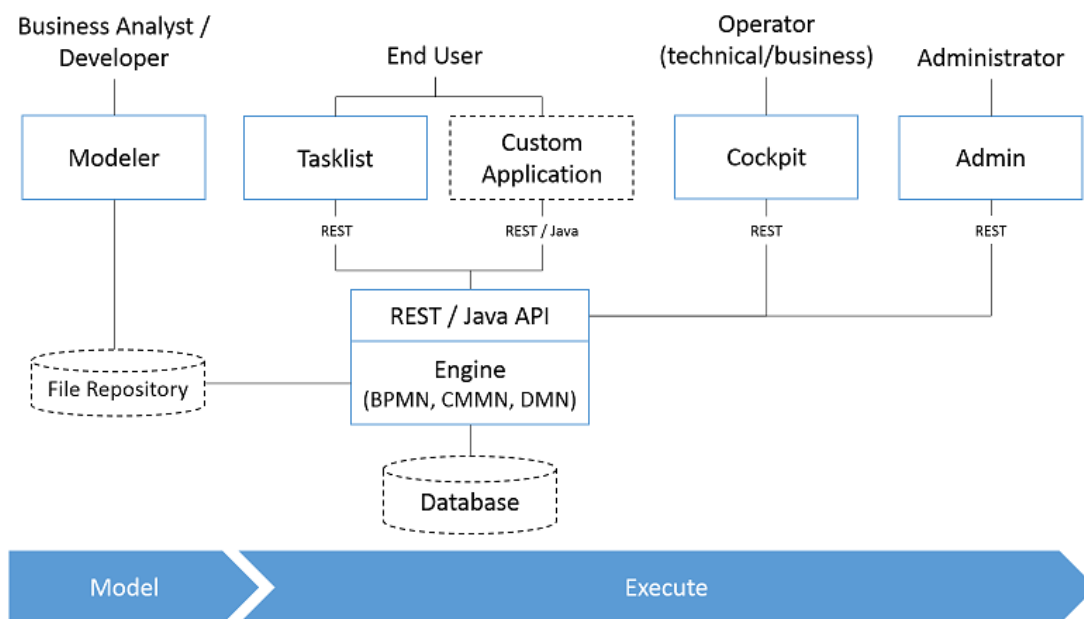 Business Analyst /
Developer
End User
Operator
(technical/business)
Administrator
Modeler
Tasklist
Custom
Application
Cockpit
Admin
REST
REST / Java
REST
REST
REST / Java API
File Repository
Engine
(BPMN, CMMN, DMN)
Database
Model
Execute